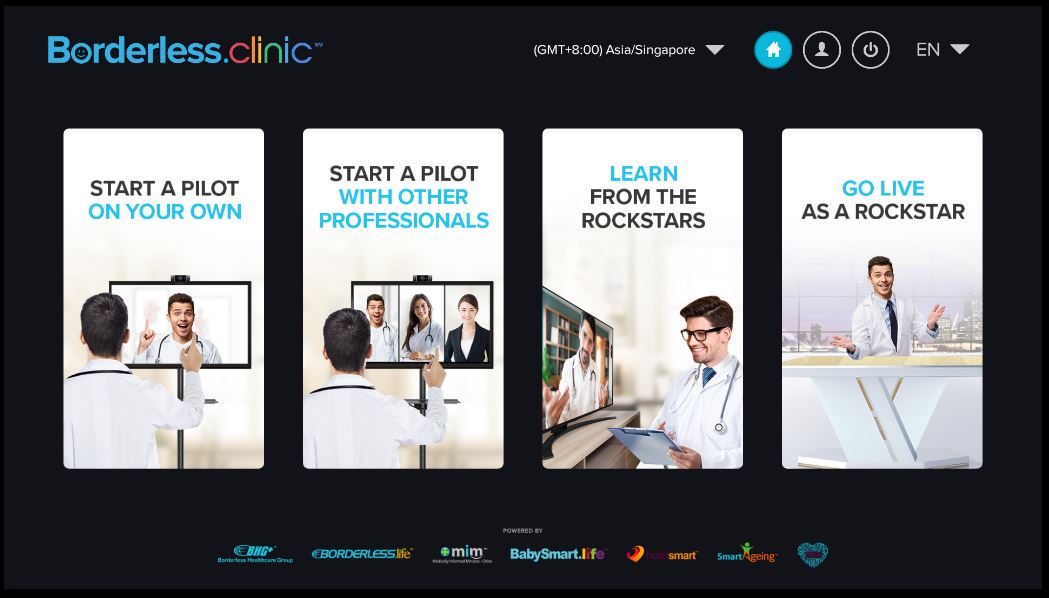 Borderless.clinic℠
(GMT+8:00) Asia/Singapore
EN
START A PILOT
ON YOUR OWN
START A PILOT
WITH OTHER
PROFESSIONALS
LEARN
FROM THE
ROCKSTARS
GO LIVE
AS A ROCKSTAR
POWERED BY
BHG
Borderless Healthcare Group
BORDERLESS.life
mim
Medically Informed Minders - China
BabySmart.life
headsmart
SmartAgeing